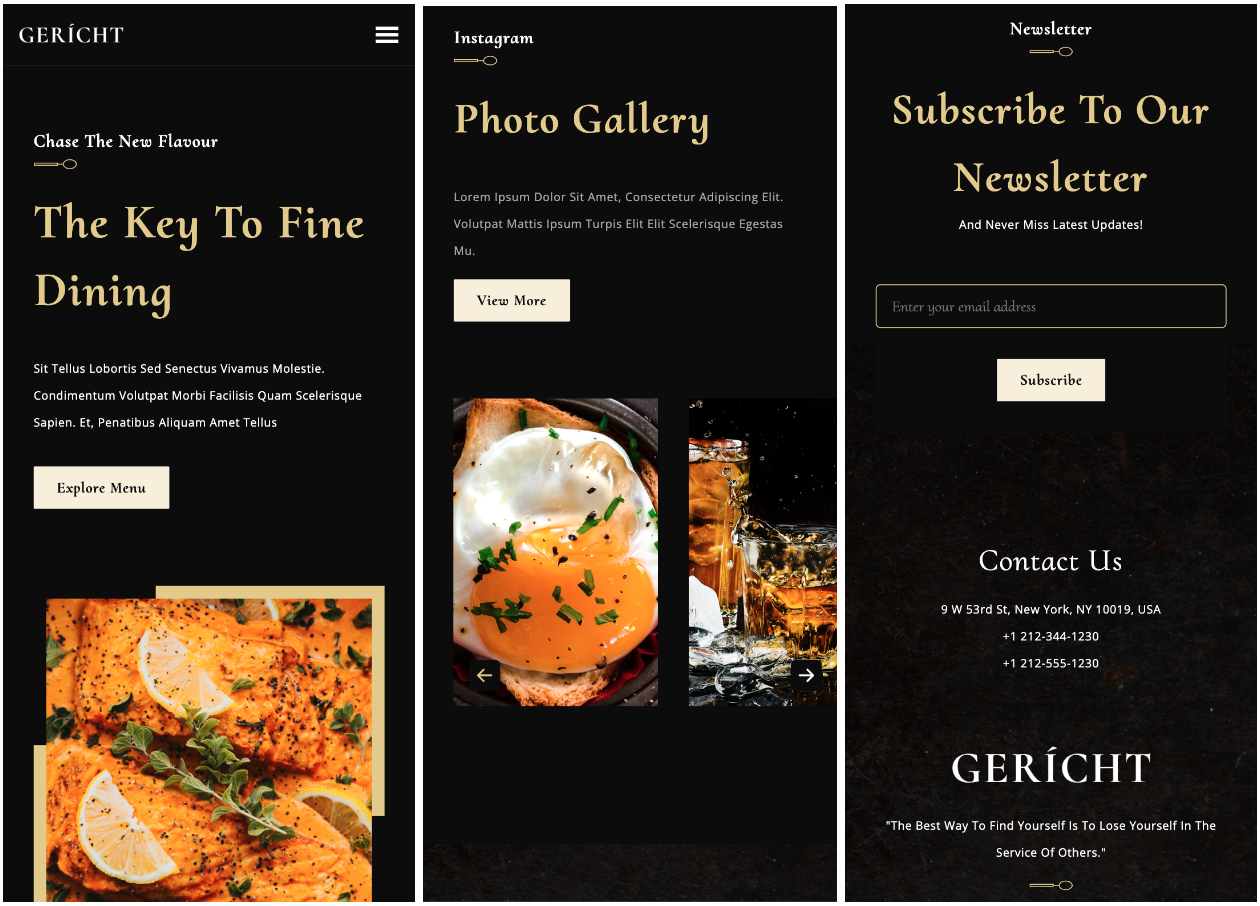 GERÍCHT
Chase The New Flavour
The Key To Fine
Dining
Sit Tellus Lobortis Sed Senectus Vivamus Molestie.
Condimentum Volutpat Morbi Facilisis Quam Scelerisque
Sapien. Et, Penatibus Aliquam Amet Tellus
Explore Menu
Instagram
Photo Gallery
Lorem Ipsum Dolor Sit Amet, Consectetur Adipiscing Elit.
Volutpat Mattis Ipsum Turpis Elit Elit Scelerisque Egestas
Mu.
View More
Newsletter
Subscribe To Our
Newsletter
And Never Miss Latest Updates!
Enter your email address
Subscribe
Contact Us
9 W 53rd St, New York, NY 10019, USA
+1 212-344-1230
+1 212-555-1230
GERÍCHT
"The Best Way To Find Yourself Is To Lose Yourself In The
Service Of Others."